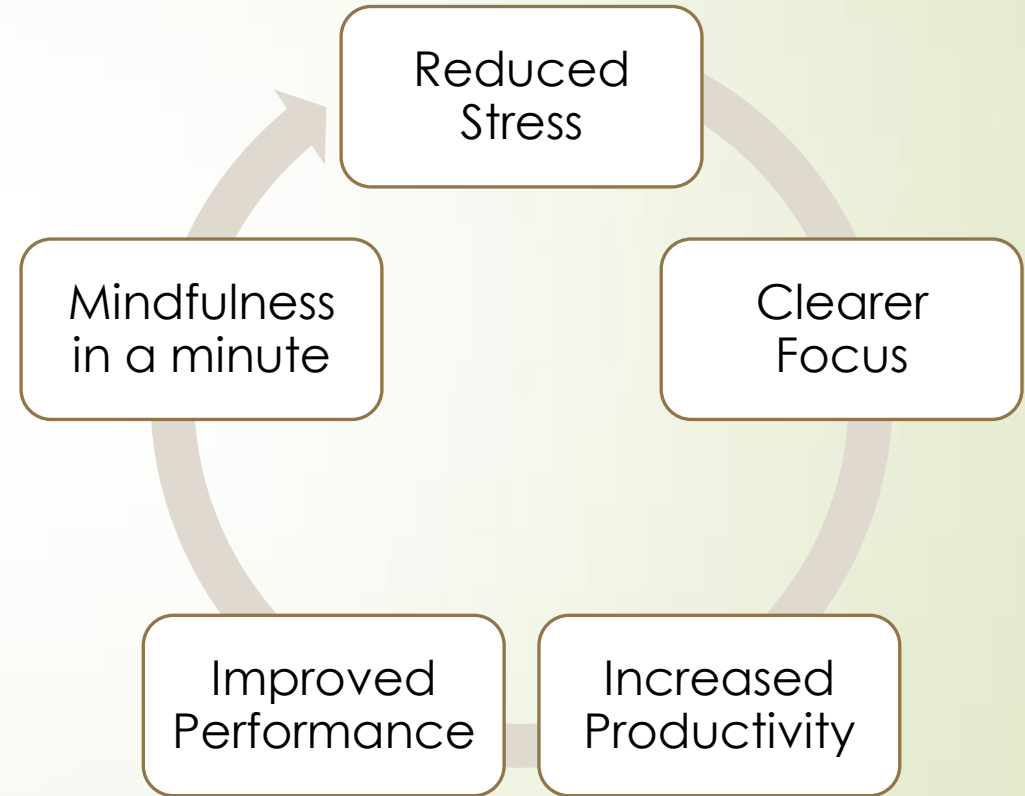 Reduced
Stress
Clearer
Focus
Increased
Productivity
Improved
Performance
Mindfulness
in a minute